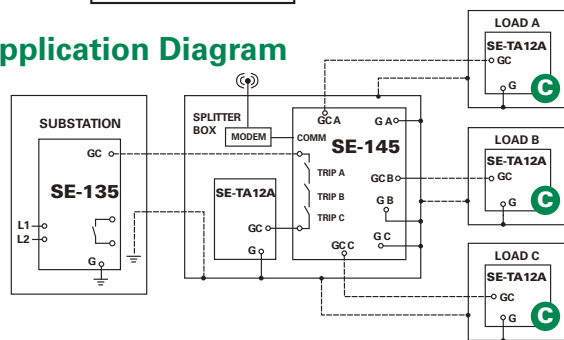 pplication Diagram
SUBSTATION
GC
SE-135
L1
L2
G
SPLITTER
BOX
MODEM
COMM
GC A
G A
SE-145
TRIP A
GC B
TRIP B
G B
TRIP C
G C
GC C
SE-TA12A
GC
G
LOAD A
SE-TA12A
GC
G
C
LOAD B
SE-TA12A
GC
G
C
LOAD C
SE-TA12A
GC
G
C